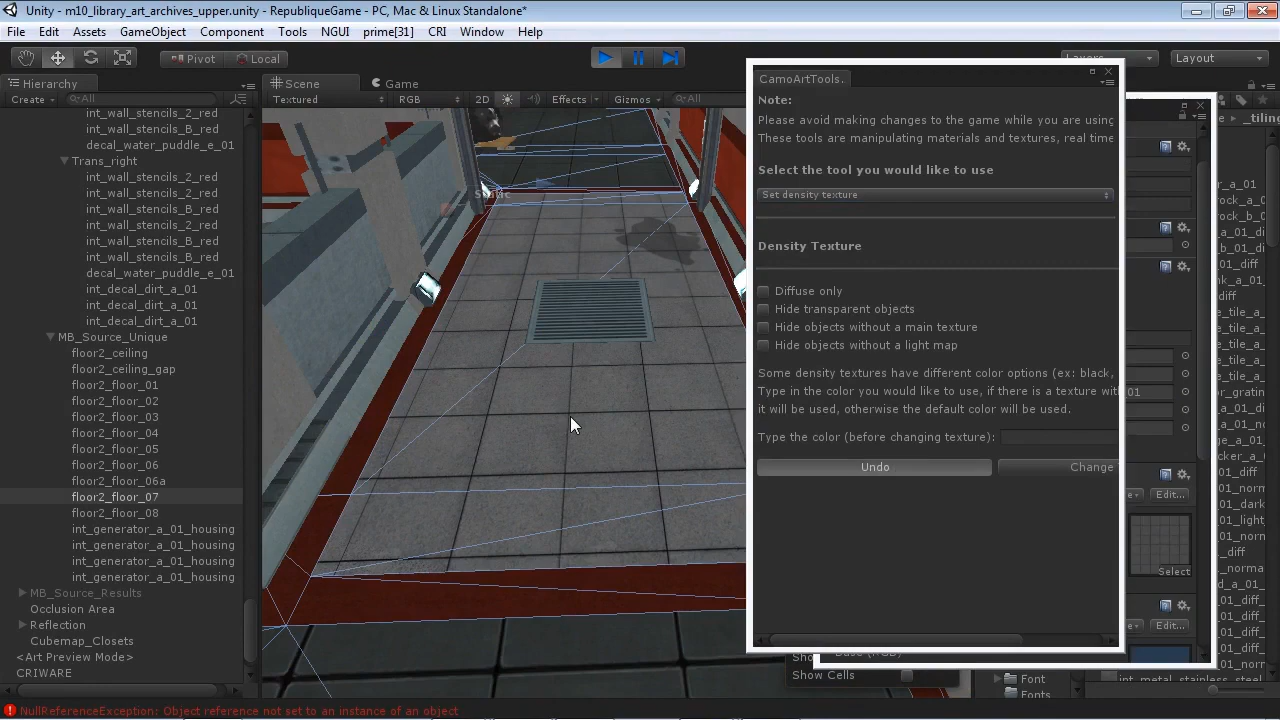 Unity - m10_library_art_archives_upper.unity - RepubliqueGame - PC, Mac & Linux Standalone*
File Edit Assets GameObject Component Tools NGUI prime[31] CRI Window Help
Pivot Local Layers Layout
Hierarchy Scene Game
Create All Textured RGB 2D Effects Gizmos All
int_wall_stencils_2_red
int_wall_stencils_B_red
decal_water_puddle_e_01
Trans_right
int_wall_stencils_2_red
int_wall_stencils_2_red
int_wall_stencils_2_red
int_wall_stencils_B_red
int_wall_stencils_B_red
int_wall_stencils_B_red
decal_water_puddle_e_01
int_decal_dirt_a_01
int_decal_dirt_a_01
int_decal_dirt_a_01
MB_Source_Unique
floor2_ceiling
floor2_ceiling_gap
floor2_floor_01
floor2_floor_02
floor2_floor_03
floor2_floor_04
floor2_floor_05
floor2_floor_06
floor2_floor_06a
floor2_floor_07
floor2_floor_08
int_generator_a_01_housing
int_generator_a_01_housing
int_generator_a_01_housing
int_generator_a_01_housing
MB_Source_Results
Occlusion Area
Reflection
Cubemap_Closets
<Art Preview Mode>
CRIWARE
Static
CamoArtTools.
Note:
Please avoid making changes to the game while you are using
These tools are manipulating materials and textures, real time
Select the tool you would like to use
Set density texture
Density Texture
Diffuse only
Hide transparent objects
Hide objects without a main texture
Hide objects without a light map
Some density textures have different color options (ex: black,
Type in the color you would like to use, if there is a texture wit
it will be used, otherwise the default color will be used.
Type the color (before changing texture):
Undo Change
Show Cells
Edit...
Select
Edit...
Font
Fonts
int_metal_stainless_steel
NullReferenceException: Object reference not set to an instance of an object